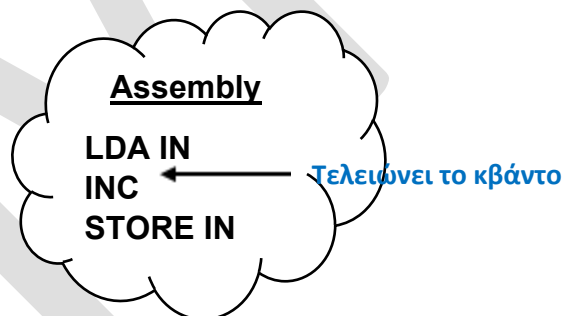 Assembly
LDA IN
INC
Τελειώνει το κβάντο
STORE IN